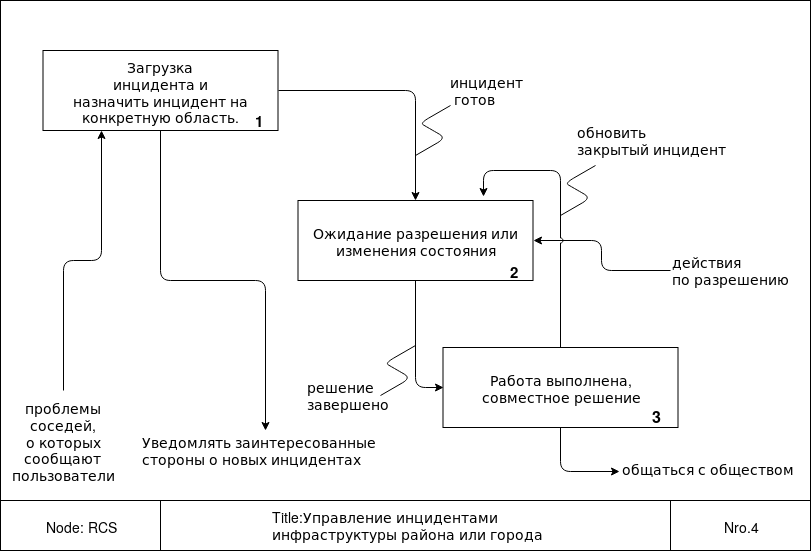 Загрузка
инцидента и
назначить инцидент на
конкретную область.
1
инцидент
готов
обновить
закрытый инцидент
Ожидание разрешения или
изменения состояния
2
действия
по разрешению
решение
завершено
Работа выполнена,
совместное решение
3
проблемы
соседей,
о которых
сообщают
пользователи
Уведомлять заинтересованные
стороны о новых инцидентах
общаться с обществом
Node: RCS
Title:Управление инцидентами
инфраструктуры района или города
Nro.4